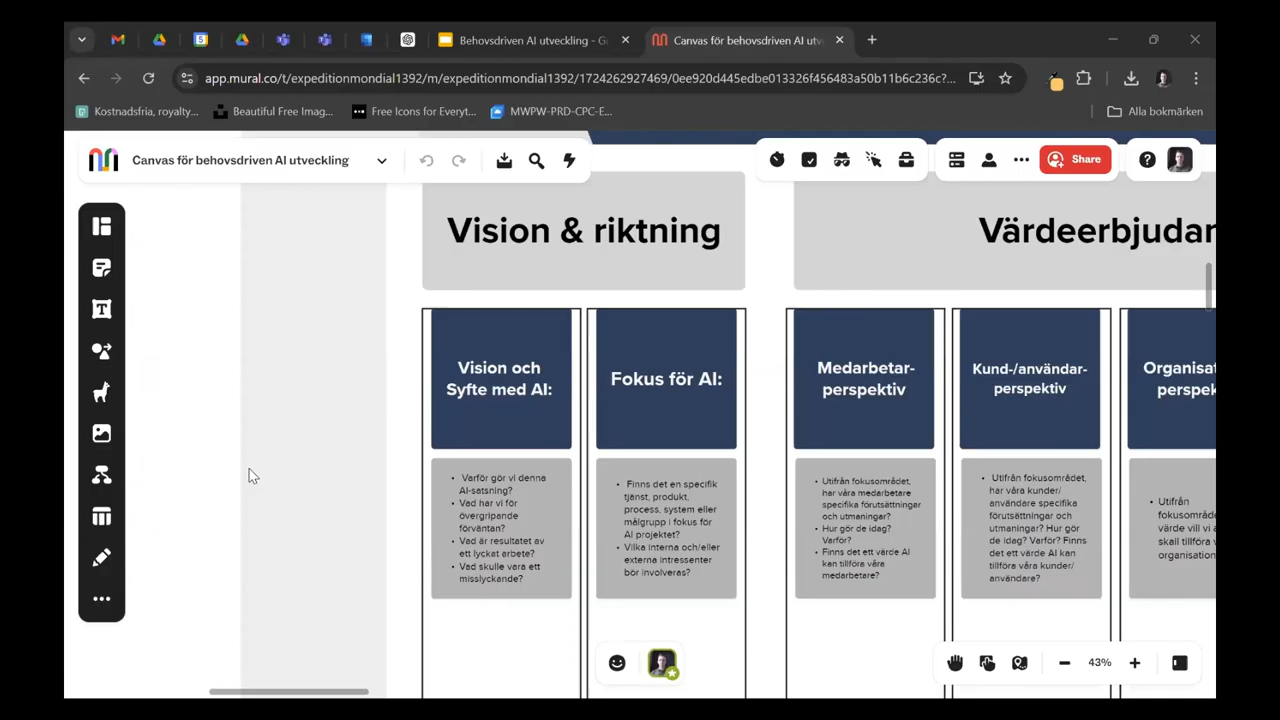 Behovsdriven AI utveckling - G
Canvas för behovsdriven AI utv
app.mural.co/t/expeditionmondial1392/m/expeditionmondial1392/1724262927469/0ee920d445edbe013326f456483a50b11b6c236c?...
Kostnadsfria, royalty...
Beautiful Free Imag...
Free Icons for Everyt...
MWPW-PRD-CPC-E...
Alla bokmärken
Canvas för behovsdriven AI utveckling
Share
Vision & riktning
Värdeerbjudan
Vision och
Syfte med AI:
Fokus för AI:
Medarbetar-
perspektiv
Kund-/användar-
perspektiv
Organisat
perspek
• Varför gör vi denna
AI-satsning?
• Vad har vi för
övergripande
förväntan?
• Vad är resultatet av
ett lyckat arbete?
• Vad skulle vara ett
misslyckande?
• Finns det en specifik
tjänst, produkt,
process, system eller
målgrupp i fokus för
AI projektet?
• Vilka interna och/eller
externa intressenter
bör involveras?
• Utifrån fokusområdet,
har våra medarbetare
specifika förutsättningar
och utmaningar?
• Hur gör de idag?
Varför?
• Finns det ett värde AI
kan tillföra våra
medarbetare?
• Utifrån fokusområdet,
har våra kunder/
användare specifika
förutsättningar och
utmaningar? Hur gör
de idag? Varför? Finns
det ett värde AI kan
tillföra våra kunder/
användare?
• Utifrån
fokusområde
värde vill vi a
skall tillföra v
organisation
43%